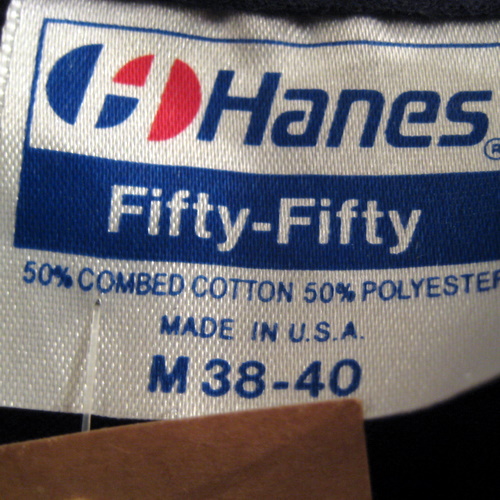 Hanes®
Fifty-Fifty
50% COMBED COTTON 50% POLYESTER
MADE IN U.S.A.
M 38-40